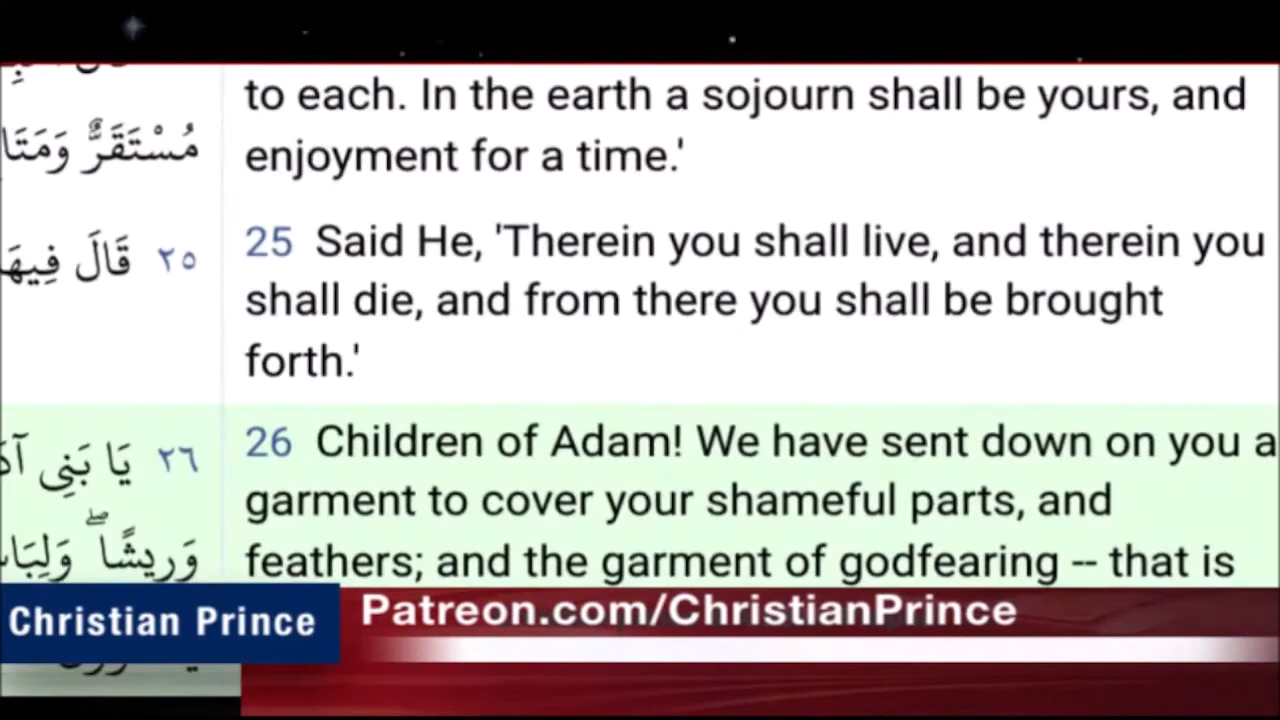 to each. In the earth a sojourn shall be yours, and
مُسْتَقَرٌّ
enjoyment for a time.'
25 Said He, 'Therein you shall live, and therein you
٢٥ قَالَ
shall die, and from there you shall be brought
forth.'
26 Children of Adam! We have sent down on you a
٢٦ يَا بَنِي
garment to cover your shameful parts, and
وَرِيشًا ۖ
feathers; and the garment of godfearing -- that is
Christian Prince
Patreon.com/ChristianPrince